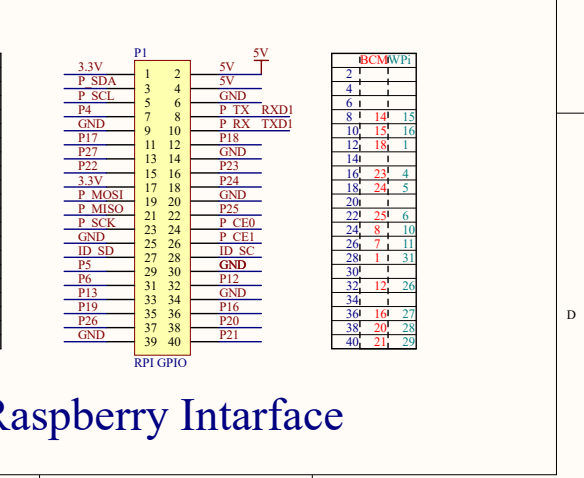 P1
5V
3.3V 1 2 5V
P_SDA 3 4 5V
P_SCL 5 6 GND
P4 7 8 P_TX RXD1
GND 9 10 P_RX TXD1
P17 11 12 P18
P27 13 14 GND
P22 15 16 P23
3.3V 17 18 P24
P_MOSI 19 20 GND
P_MISO 21 22 P25
P_SCK 23 24 P_CE0
GND 25 26 P_CE1
ID_SD 27 28 ID_SC
P5 29 30 GND
P6 31 32 P12
P13 33 34 GND
P19 35 36 P16
P26 37 38 P20
GND 39 40 P21
RPI GPIO
BCM WPi
2
4
6
8 14 15
10 15 16
12 18 1
14
16 23 4
18 24 5
20
22 25 6
24 8 10
26 7 11
28 1 31
30
32 12 26
34
36 16 27
38 20 28
40 21 29
D
Raspberry Intarface